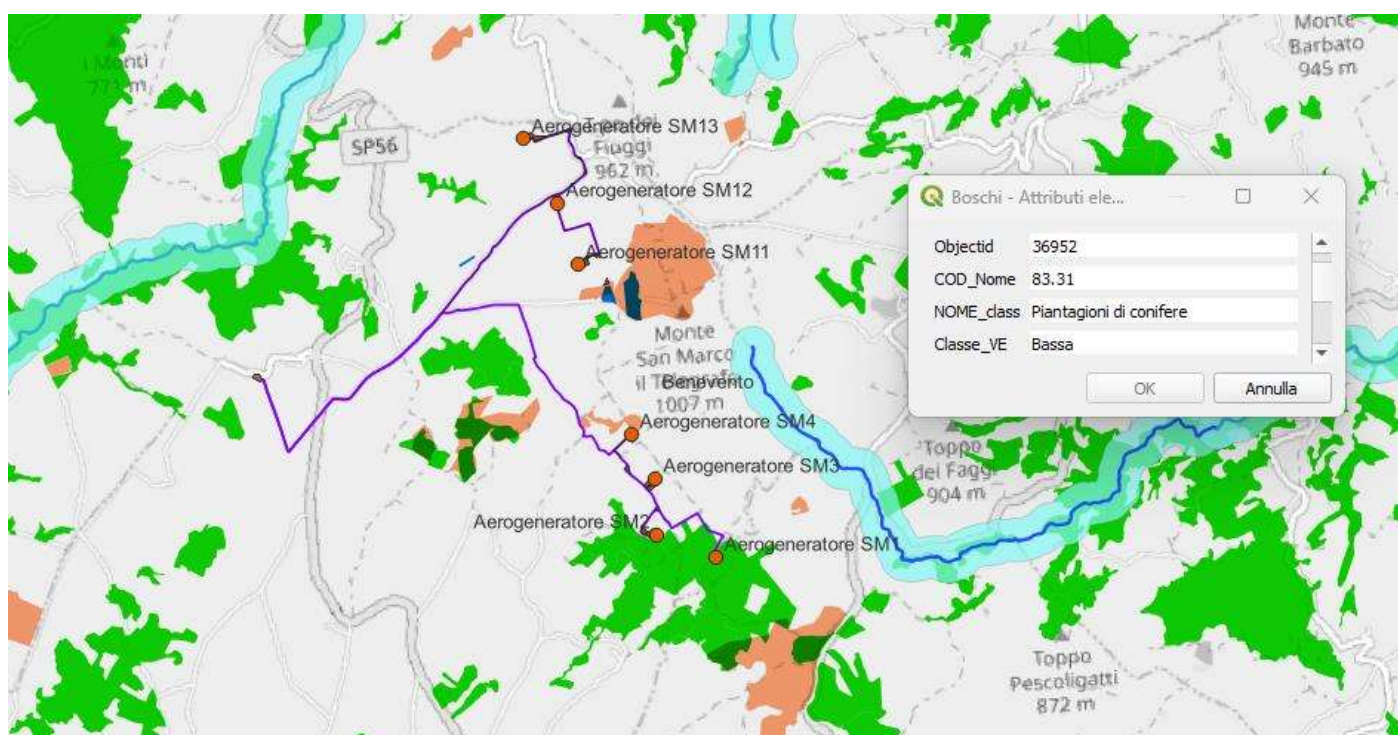 Monte
Barbato
945 m
i Monti
771 m
SP56
Aerogeneratore SM13
Fiuggi
962 m
Aerogeneratore SM12
Aerogeneratore SM11
Boschi - Attributi ele...
Objectid 36952
COD_Nome 83.31
NOME_class Piantagioni di conifere
Classe_VE Bassa
OK Annulla
Monte
San Marco
il
Benevento
1007 m
Aerogeneratore SM4
Aerogeneratore SM3
Aerogeneratore SM2
Aerogeneratore SM1
Toppo
dei Faggi
904 m
Toppo
Pescoligatti
872 m